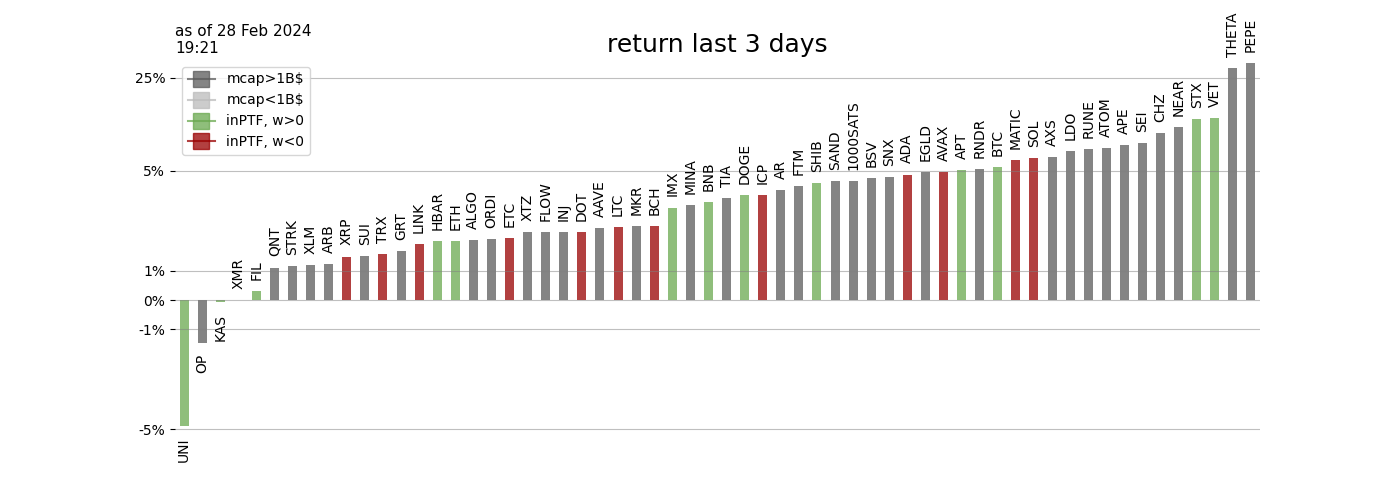 as of 28 Feb 2024
19:21
return last 3 days
mcap>1B$
mcap<1B$
inPTF, w>0
inPTF, w<0
25%
5%
1%
0%
-1%
-5%
UNI
OP
KAS
XMR
FIL
QNT
STRK
XLM
ARB
XRP
SUI
TRX
GRT
LINK
HBAR
ETH
ALGO
ORDI
ETC
XTZ
FLOW
INJ
DOT
AAVE
LTC
MKR
BCH
IMX
MINA
BNB
TIA
DOGE
ICP
AR
FTM
SHIB
SAND
1000SATS
BSV
SNX
ADA
EGLD
AVAX
APT
RNDR
BTC
MATIC
SOL
AXS
LDO
RUNE
ATOM
APE
SEI
CHZ
NEAR
STX
VET
THETA
PEPE